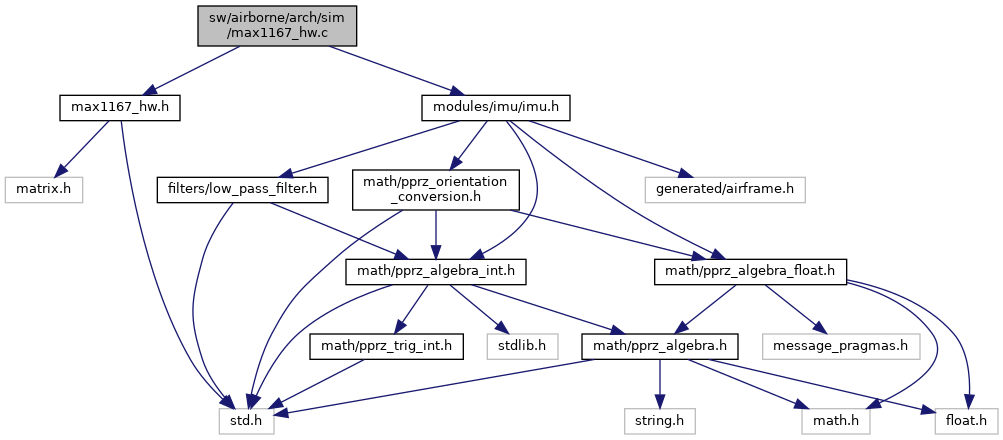 sw/airborne/arch/sim
/max1167_hw.c
max1167_hw.h
modules/imu/imu.h
matrix.h
filters/low_pass_filter.h
math/pprz_orientation
_conversion.h
generated/airframe.h
math/pprz_algebra_int.h
math/pprz_algebra_float.h
math/pprz_trig_int.h
stdlib.h
math/pprz_algebra.h
message_pragmas.h
std.h
string.h
math.h
float.h